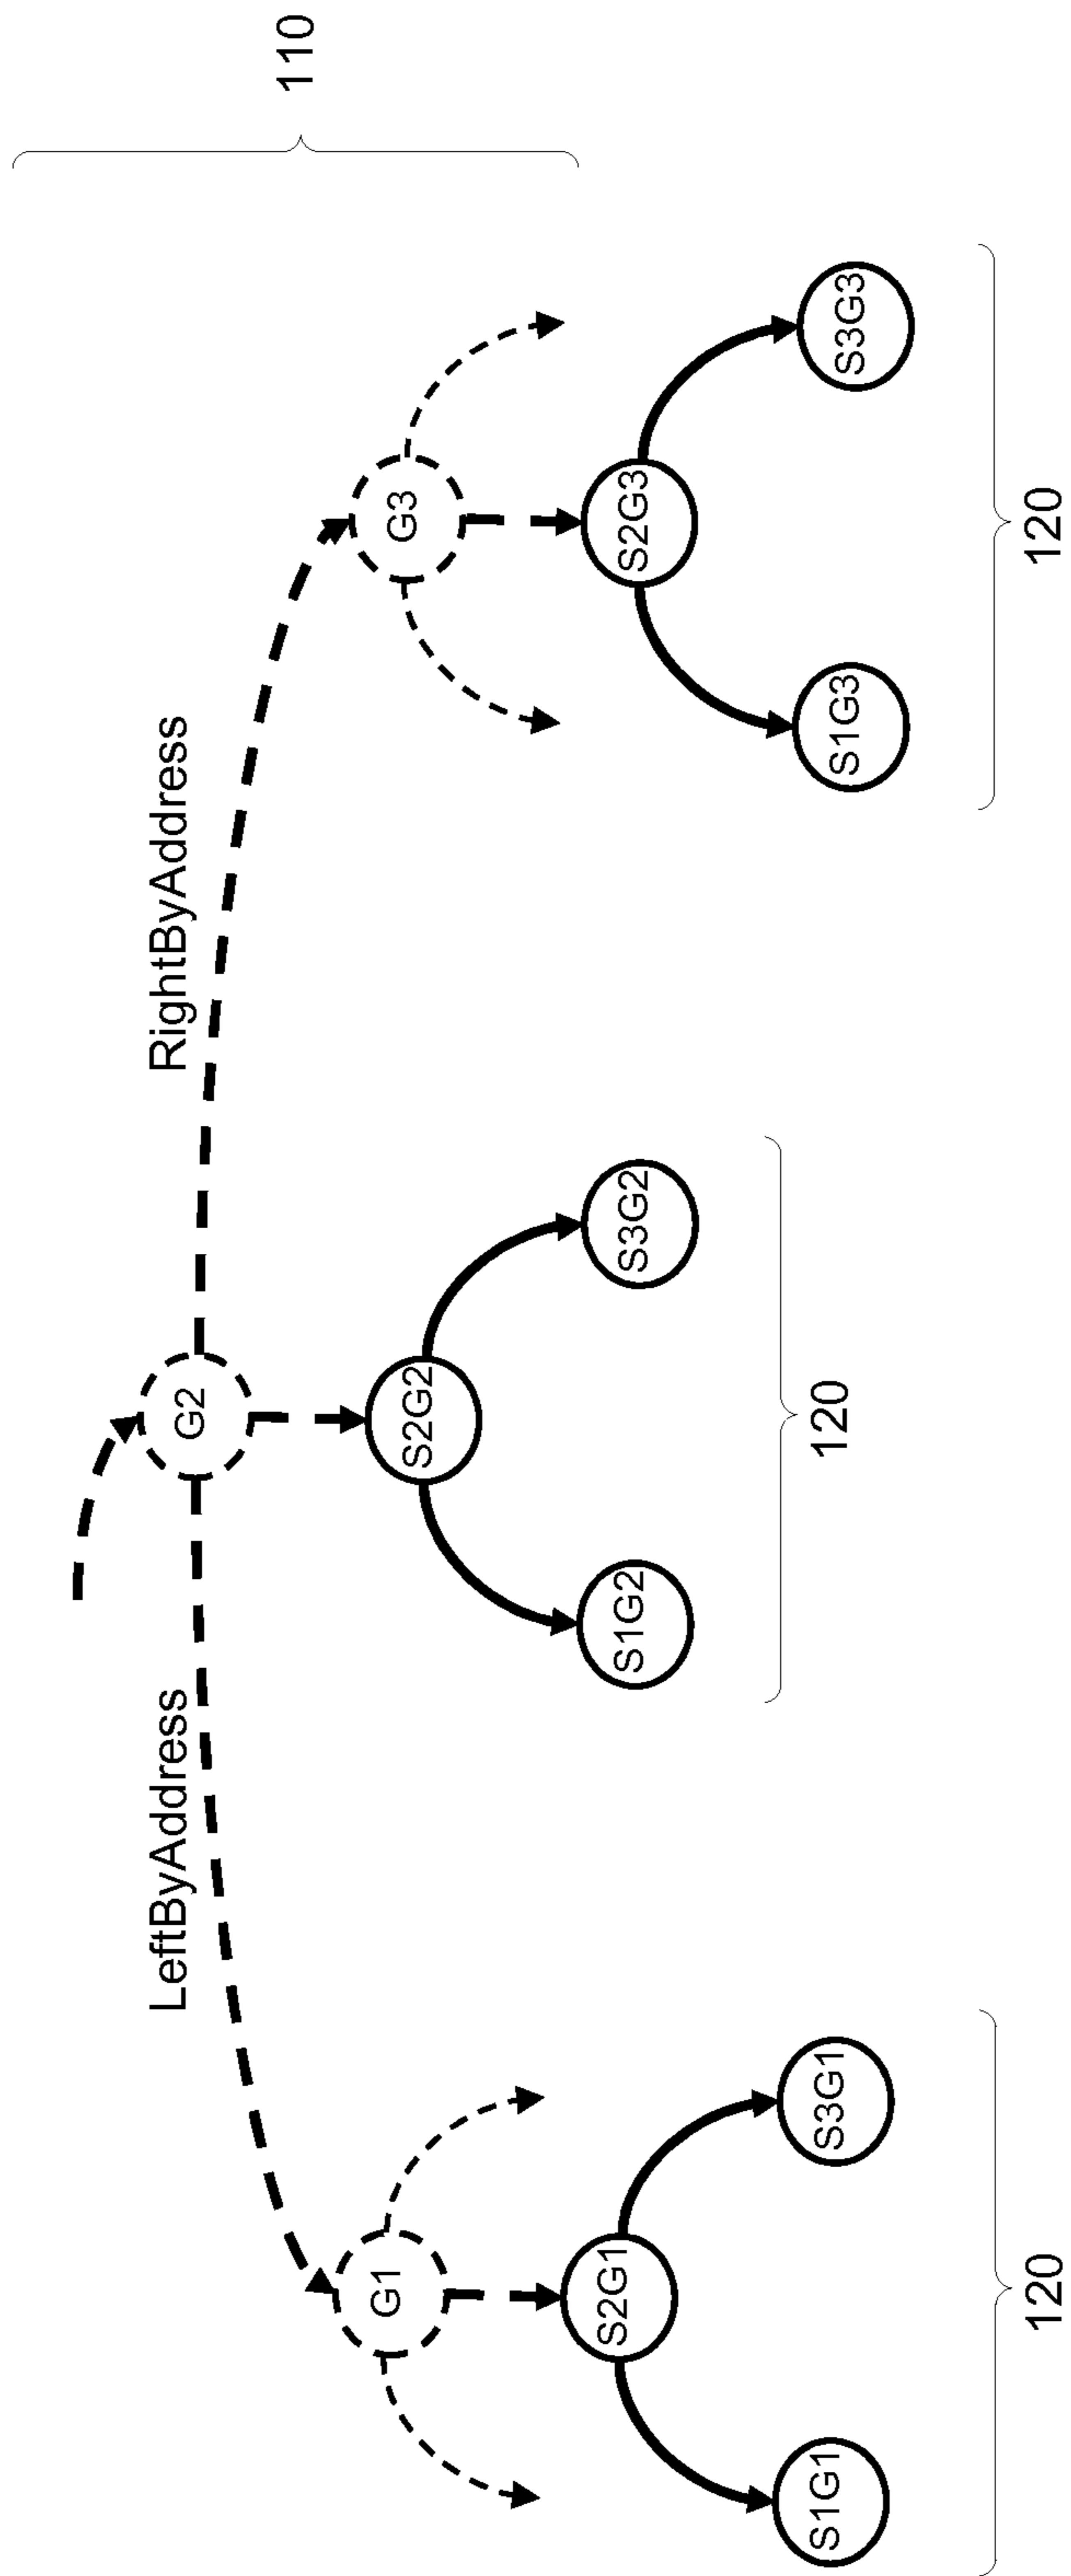 110
LeftByAddress
RightByAddress
G2
G1
G3
S2G2
S2G1
S2G3
S1G2
S3G2
S1G1
S3G1
S1G3
S3G3
120
120
120